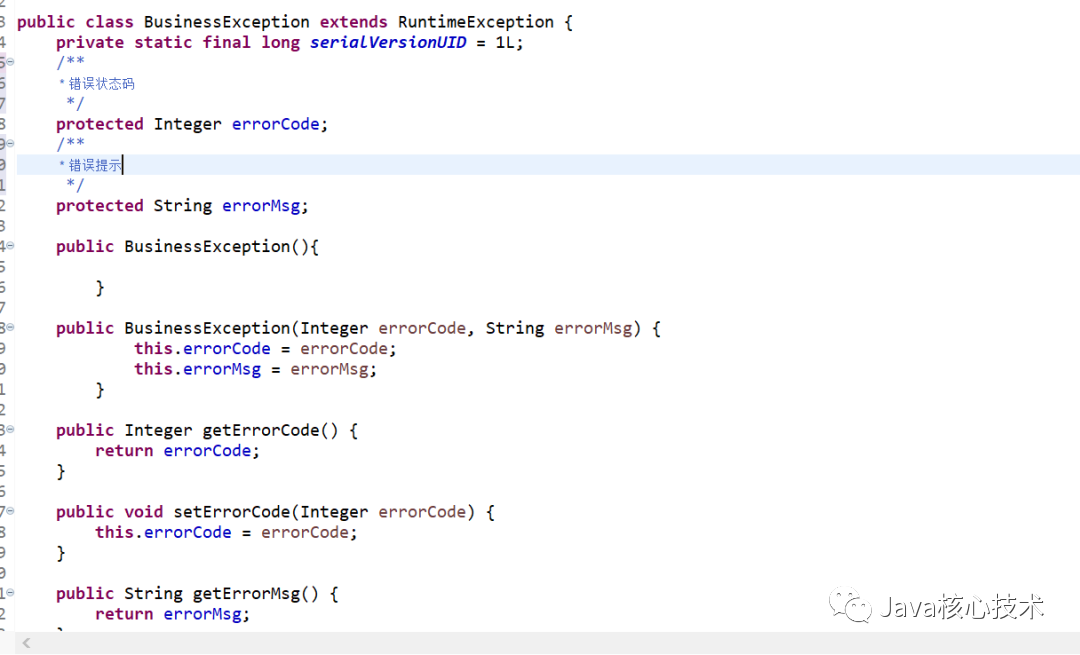 public class BusinessException extends RuntimeException {
private static final long serialVersionUID = 1L;
/**
* 错误状态码
*/
protected Integer errorCode;
/**
* 错误提示
*/
protected String errorMsg;
public BusinessException(){
}
public BusinessException(Integer errorCode, String errorMsg) {
this.errorCode = errorCode;
this.errorMsg = errorMsg;
}
public Integer getErrorCode() {
return errorCode;
}
public void setErrorCode(Integer errorCode) {
this.errorCode = errorCode;
}
public String getErrorMsg() {
return errorMsg;
Java核心技术